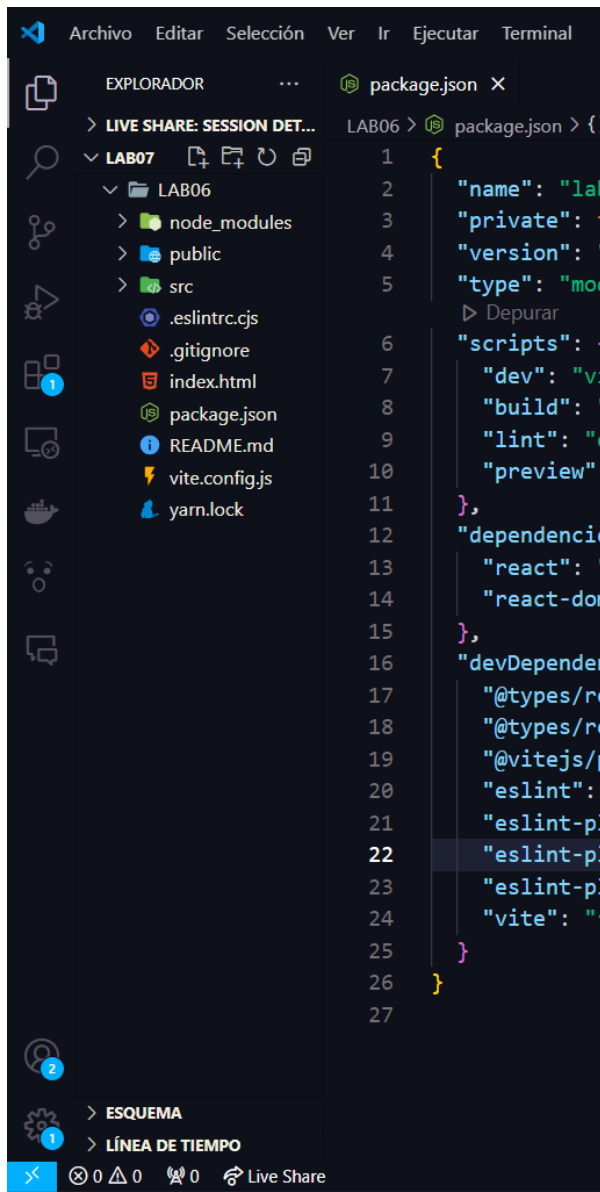 Archivo Editar Selección Ver Ir Ejecutar Terminal
EXPLORADOR ···
package.json
LIVE SHARE: SESSION DET...
LAB06 > package.json > {
LAB07
LAB06
node_modules
public
src
.eslintrc.cjs
.gitignore
index.html
package.json
README.md
vite.config.js
yarn.lock
1 {
2 "name": "lab
3 "private":
4 "version": "
5 "type": "mod
Depurar
6 "scripts": {
7 "dev": "vi
8 "build": "
9 "lint": "e
10 "preview"
11 },
12 "dependencie
13 "react": "
14 "react-dom
15 },
16 "devDependen
17 "@types/re
18 "@types/re
19 "@vitejs/p
20 "eslint":
21 "eslint-pl
22 "eslint-pl
23 "eslint-pl
24 "vite": "
25 }
26 }
27
1
2
1
ESQUEMA
LÍNEA DE TIEMPO
0 0 0 Live Share